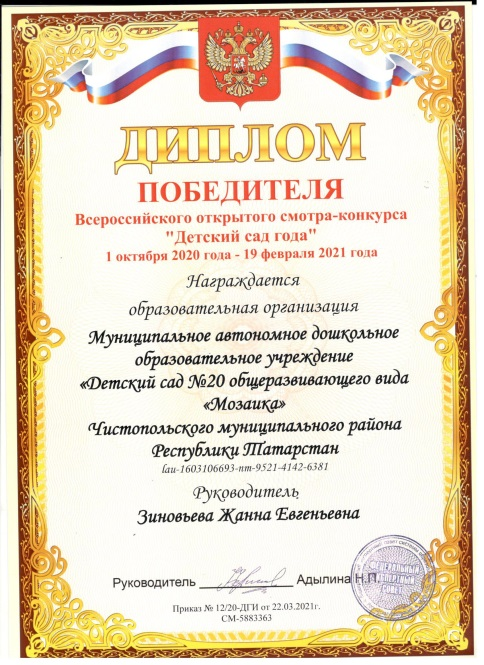 ДИПЛОМ
ПОБЕДИТЕЛЯ
Всероссийского открытого смотра-конкурса
"Детский сад года"
1 октября 2020 года - 19 февраля 2021 года
Награждается
образовательная организация
Муниципальное автономное дошкольное
образовательное учреждение
«Детский сад №20 общеразвивающего вида
«Мозаика»
Чистопольского муниципального района
Республики Татарстан
lau-1603106693-nm-9521-4142-6381
Руководитель
Зиновьева Жанна Евгеньевна
Руководитель Адылина Н.П.
ФЕДЕРАЛЬНЫЙ
ЭКСПЕРТНЫЙ
СОВЕТ
Приказ № 12/20-ДГИ от 22.03.2021г.
СМ-5883363